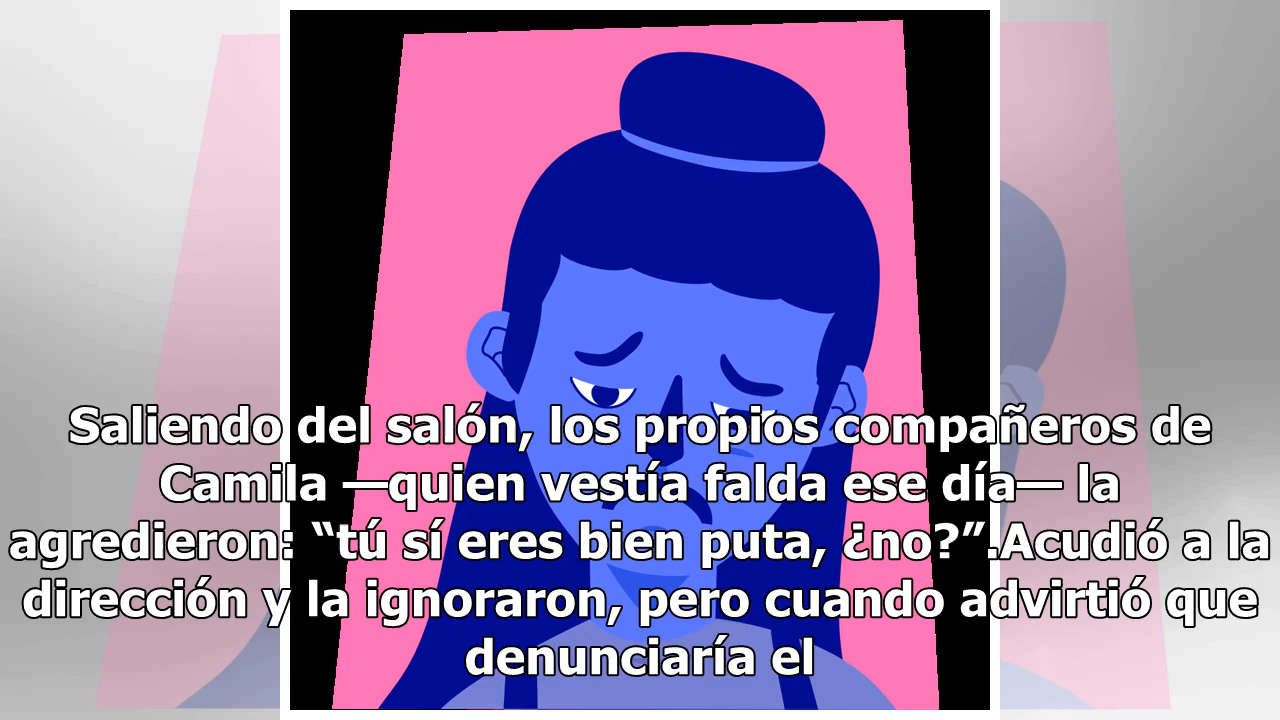 Saliendo del salón, los propios compañeros de
Camila —quien vestía falda ese día— la
agredieron: “tú sí eres bien puta, ¿no?”.Acudió a la
dirección y la ignoraron, pero cuando advirtió que
denunciaría el